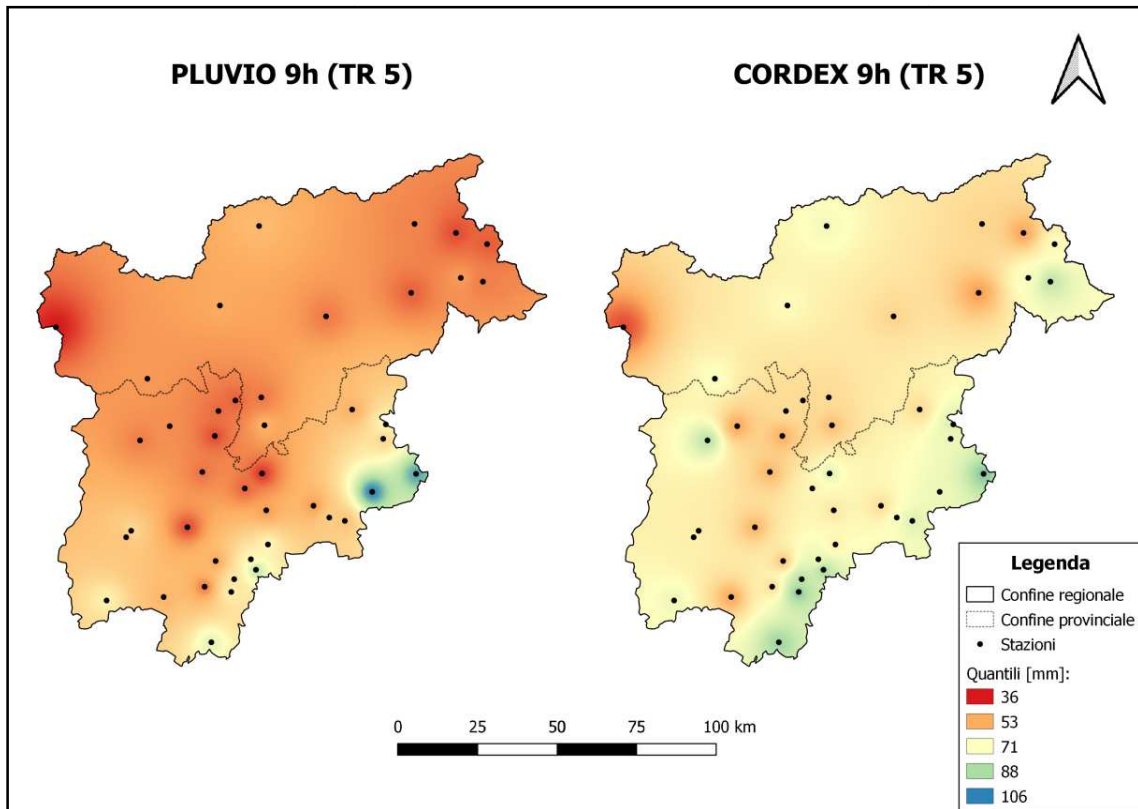 PLUVIO 9h (TR 5)
CORDEX 9h (TR 5)
0 25 50 75 100 km
Legenda
Confine regionale
Confine provinciale
Stazioni
Quantili [mm]:
36
53
71
88
106